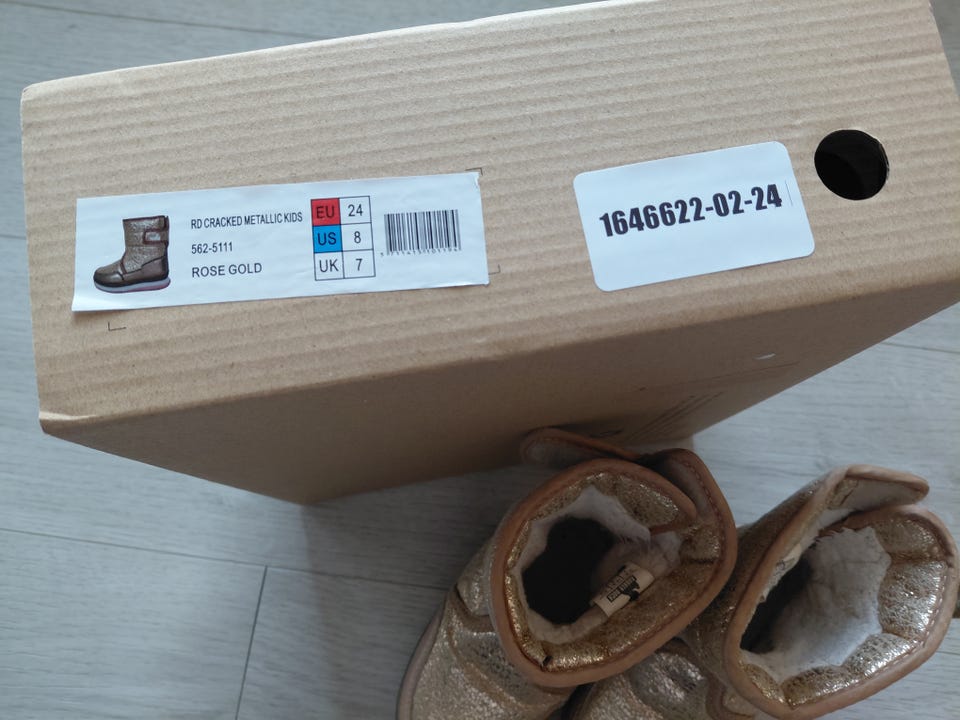 RD CRACKED METALLIC KIDS
562-5111
ROSE GOLD
EU 24
US 8
UK 7
1646622-02-24